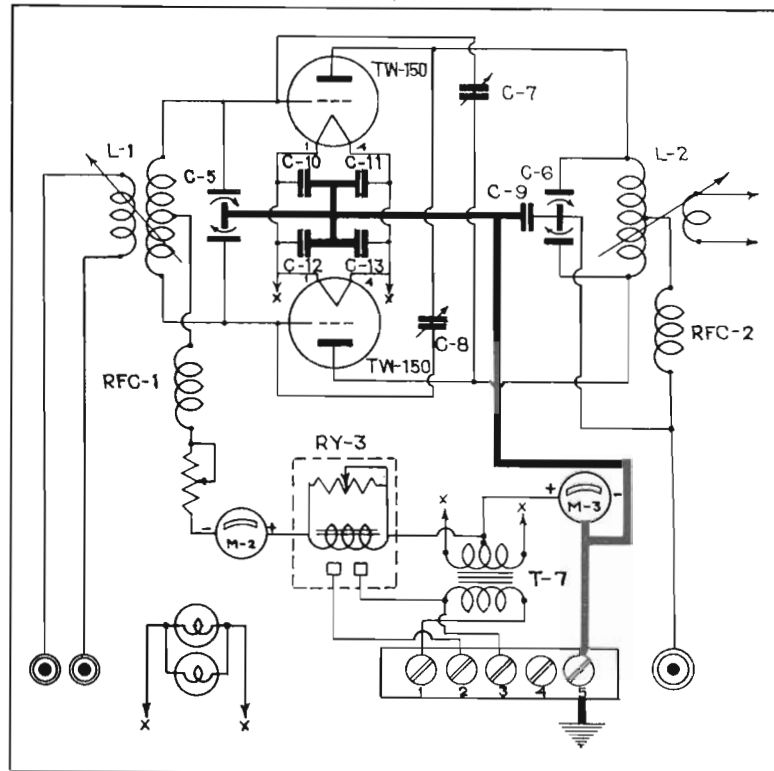 TW-150
C-7
L-1
C-5
1
4
C-10
C-11
C-9
C-6
L-2
C-12
C-13
1
4
X
X
C-8
TW-150
RFC-2
RFC-1
RY-3
X
X
+
M-3
-
-
M-2
+
T-7
1
2
3
4
5
X
X